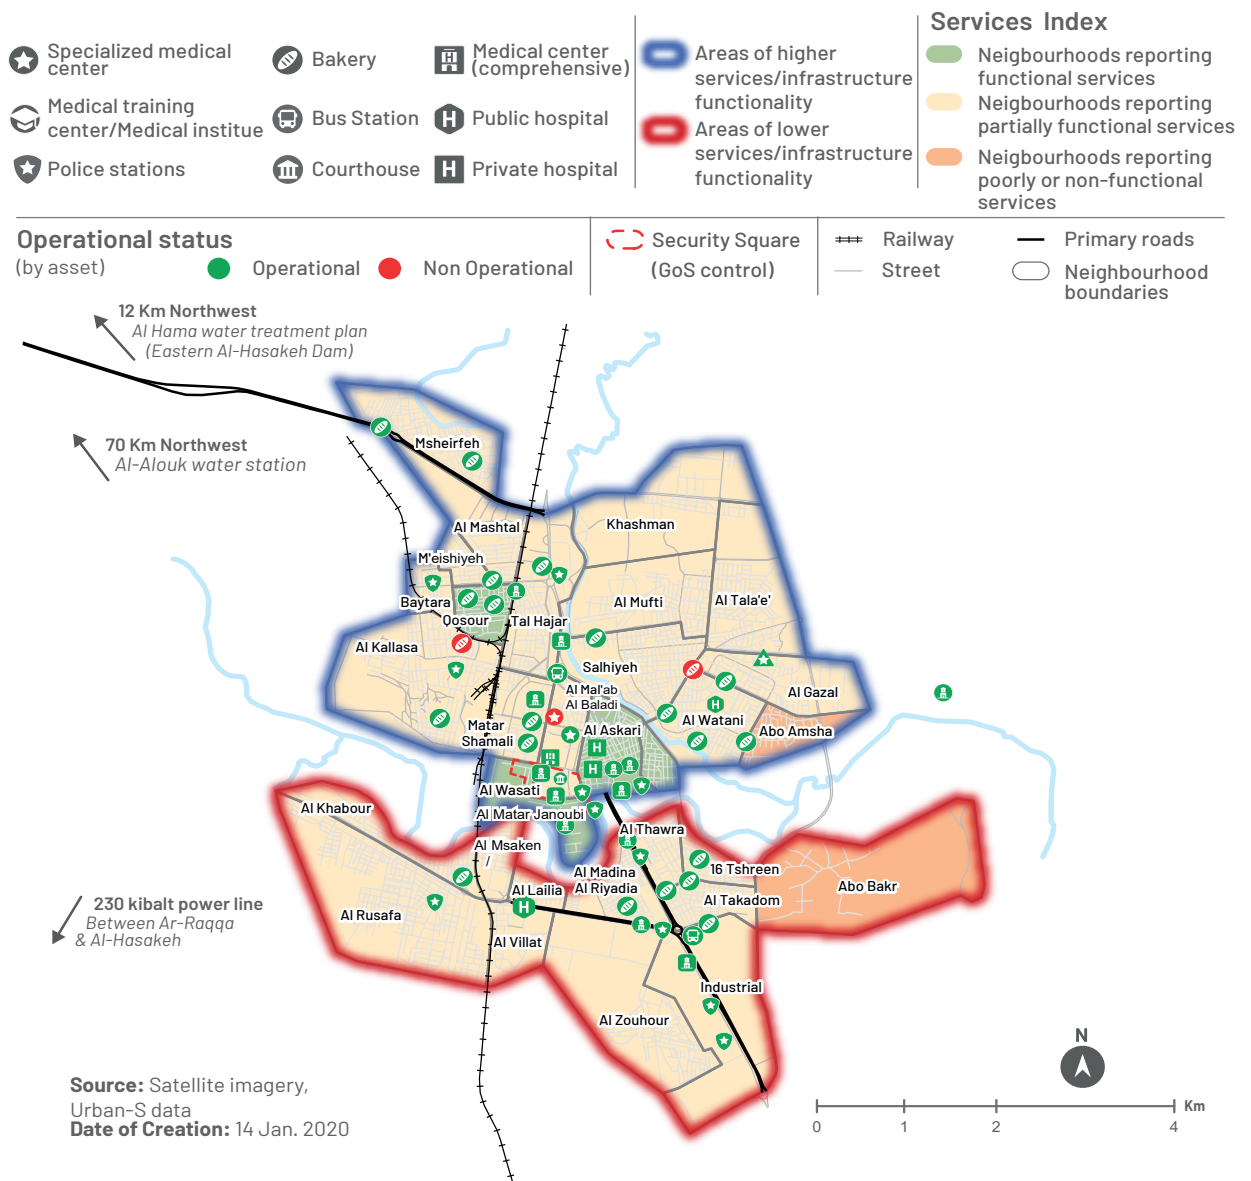 Specialized medical
center
Medical training
center/Medical institue
Police stations
Bakery
Bus Station
Courthouse
Medical center
(comprehensive)
Public hospital
Private hospital
Areas of higher
services/infrastructure
functionality
Areas of lower
services/infrastructure
functionality
Services Index
Neigbourhoods reporting
functional services
Neigbourhoods reporting
partially functional services
Neigbourhoods reporting
poorly or non-functional
services
Operational status
(by asset)
Operational
Non Operational
Security Square
(GoS control)
Railway
Street
Primary roads
Neighbourhood
boundaries
12 Km Northwest
Al Hama water treatment plan
(Eastern Al-Hasakeh Dam)
70 Km Northwest
Al-Alouk water station
Msheirfeh
Al Mashtal
Khashman
M'eishiyeh
Baytara
Qosour
Tal Hajar
Al Mufti
Al Tala'e'
Al Kallasa
Salhiyeh
Al Mal'ab
Al Baladi
Al Gazal
Matar
Shamali
Al Askari
Al Watani
Abo Amsha
Al Wasati
Al Matar Janoubi
Al Khabour
Al Thawra
Al Msaken
/
Al Madina
Al Riyadia
16 Tshreen
Abo Bakr
Al Lailia
Al Takadom
Al Rusafa
Al Villat
Industrial
Al Zouhour
230 kibalt power line
Between Ar-Raqqa
& Al-Hasakeh
Source: Satellite imagery,
Urban-S data
Date of Creation: 14 Jan. 2020
N
Km
0 1 2 4